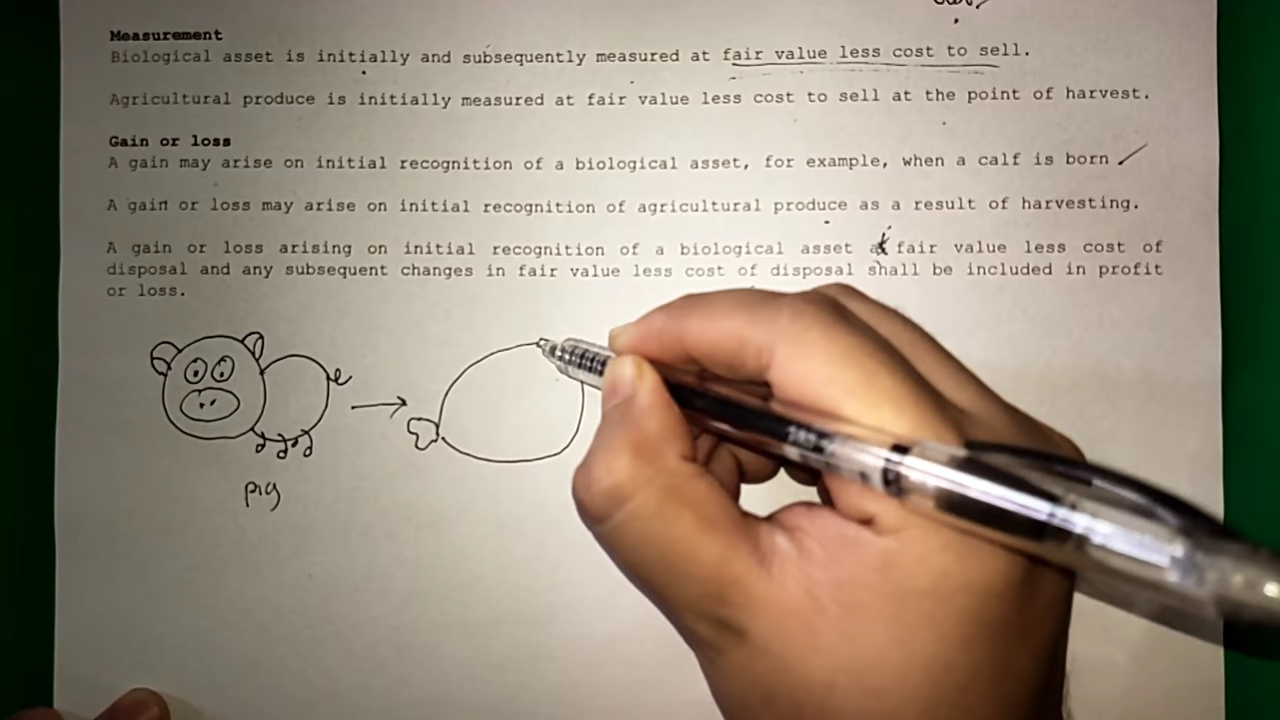 Measurement
Biological asset is initially and subsequently measured at fair value less cost to sell.
Agricultural produce is initially measured at fair value less cost to sell at the point of harvest.
Gain or loss
A gain may arise on initial recognition of a biological asset, for example, when a calf is born
A gain or loss may arise on initial recognition of agricultural produce as a result of harvesting.
A gain or loss arising on initial recognition of a biological asset at fair value less cost of
disposal and any subsequent changes in fair value less cost of disposal shall be included in profit
or loss.
pig